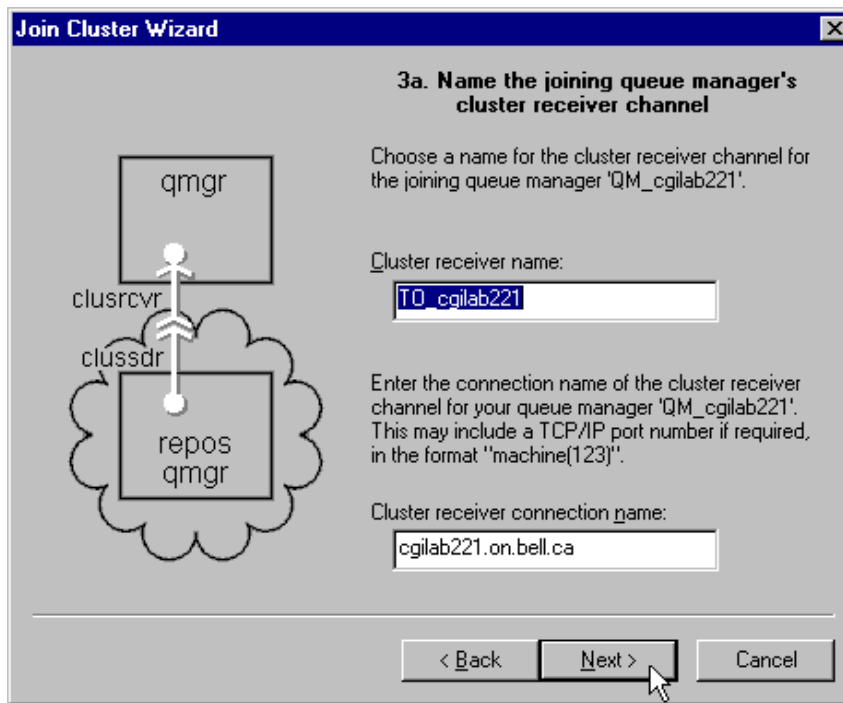 Join Cluster Wizard
3a. Name the joining queue manager's
cluster receiver channel
Choose a name for the cluster receiver channel for
the joining queue manager 'QM_cgilab221'.
Cluster receiver name:
TO_cgilab221
Enter the connection name of the cluster receiver
channel for your queue manager 'QM_cgilab221'.
This may include a TCP/IP port number if required,
in the format "machine(123)".
Cluster receiver connection name:
cgilab221.on.bell.ca
qmgr
clusrcvr
clussdr
repos
qmgr
< Back
Next >
Cancel